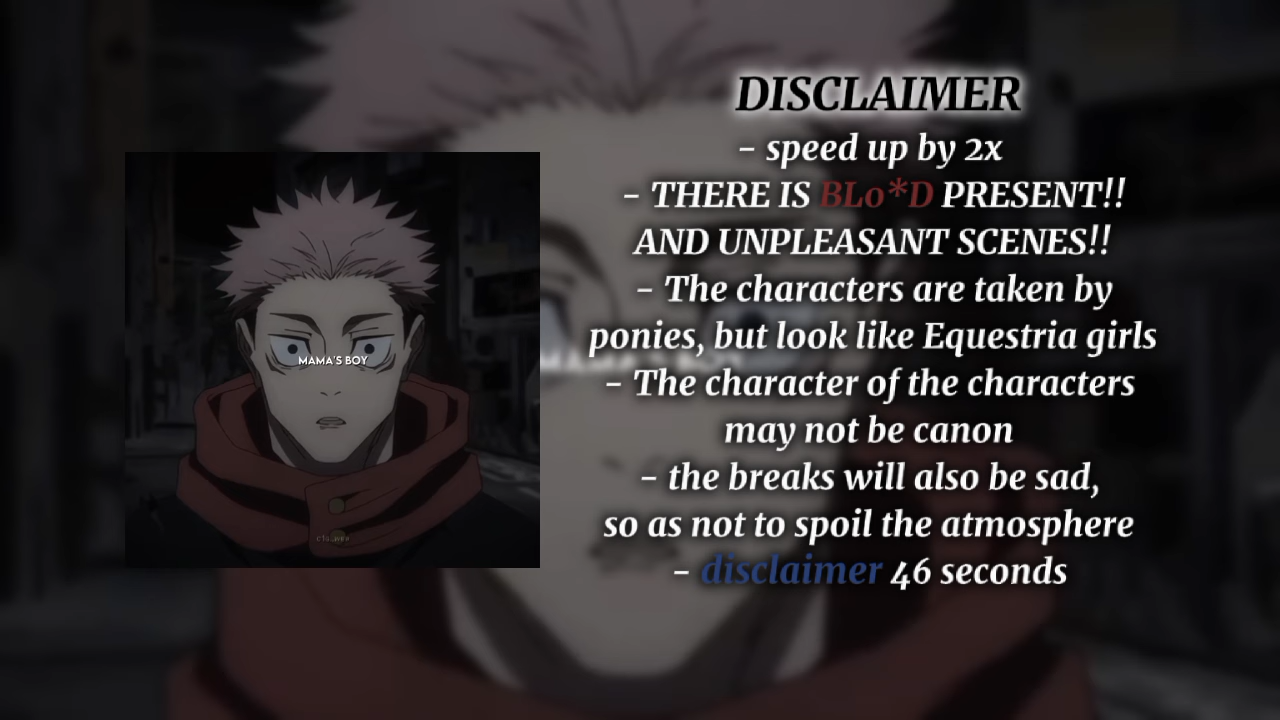 DISCLAIMER
- speed up by 2x
- THERE IS BLo*D PRESENT!!
AND UNPLEASANT SCENES!!
- The characters are taken by
ponies, but look like Equestria girls
- The character of the characters
may not be canon
- the breaks will also be sad,
so as not to spoil the atmosphere
- disclaimer 46 seconds
MAMA'S BOY